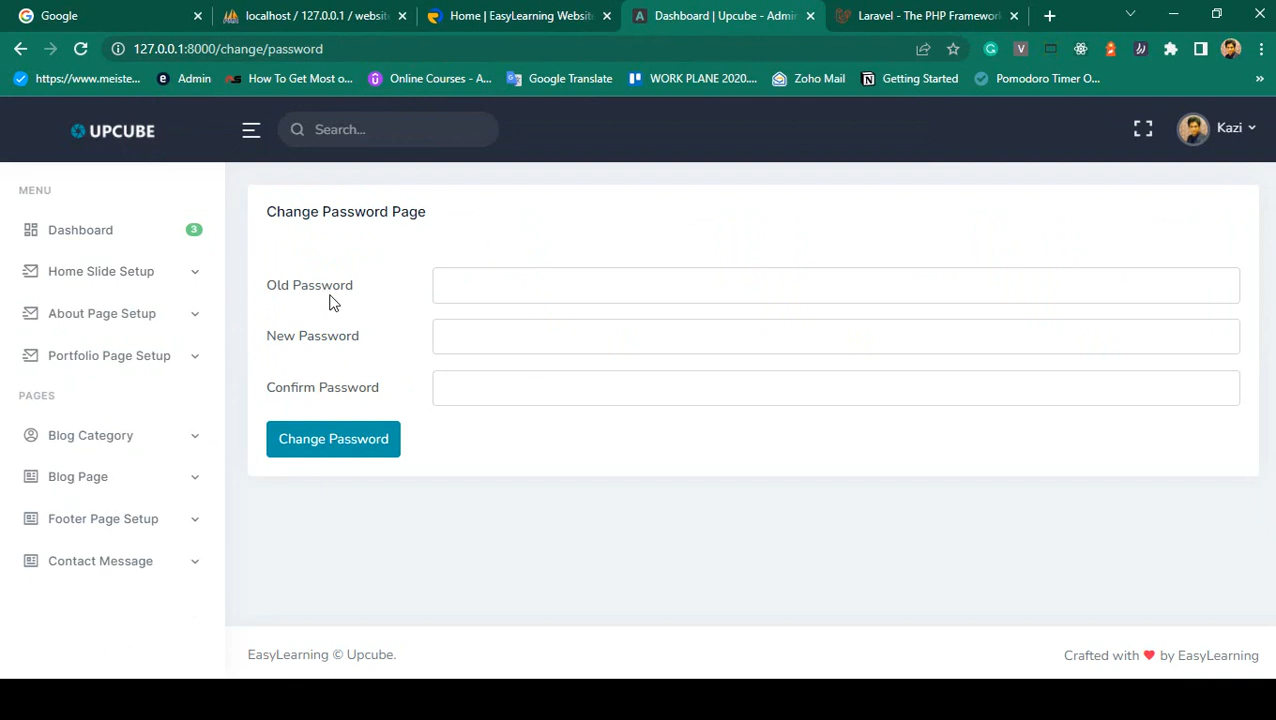 Google
localhost / 127.0.0.1 / websit
Home | EasyLearning Websit
Dashboard | Upcube - Admin
Laravel - The PHP Framework
127.0.0.1:8000/change/password
https://www.meiste...
Admin
How To Get Most o...
Online Courses - A...
Google Translate
WORK PLANE 2020....
Zoho Mail
Getting Started
Pomodoro Timer O...
»
UPCUBE
Search...
Kazi
MENU
Dashboard
3
Home Slide Setup
About Page Setup
Portfolio Page Setup
PAGES
Blog Category
Blog Page
Footer Page Setup
Contact Message
Change Password Page
Old Password
New Password
Confirm Password
Change Password
EasyLearning © Upcube.
Crafted with ❤ by EasyLearning